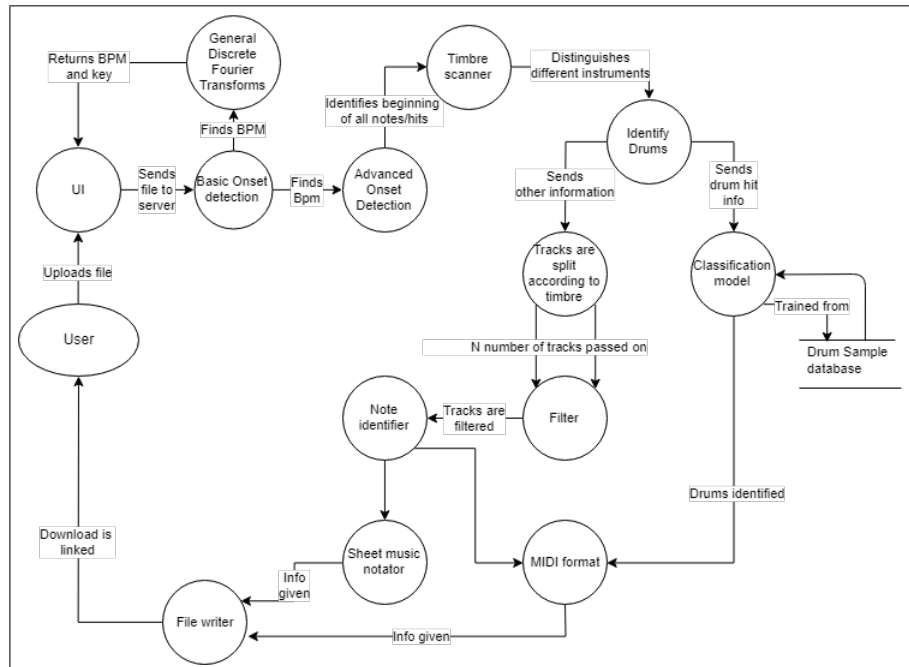 General
Discrete
Fourier
Transforms
Returns BPM
and key
Timbre
scanner
Distinguishes
different instruments
Identifies beginning
of all notes/hits
Finds BPM
Identify
Drums
UI
Sends
file to
server
Basic Onset
detection
Finds
Bpm
Advanced
Onset
Detection
Sends
other information
Sends
drum hit
info
Uploads file
Tracks are
split
according to
timbre
Classification
model
Trained from
User
N number of tracks passed on
Drum Sample
database
Note
identifier
Tracks are
filtered
Filter
Drums identified
Download is
linked
Sheet music
notator
MIDI format
Info
given
File writer
Info given